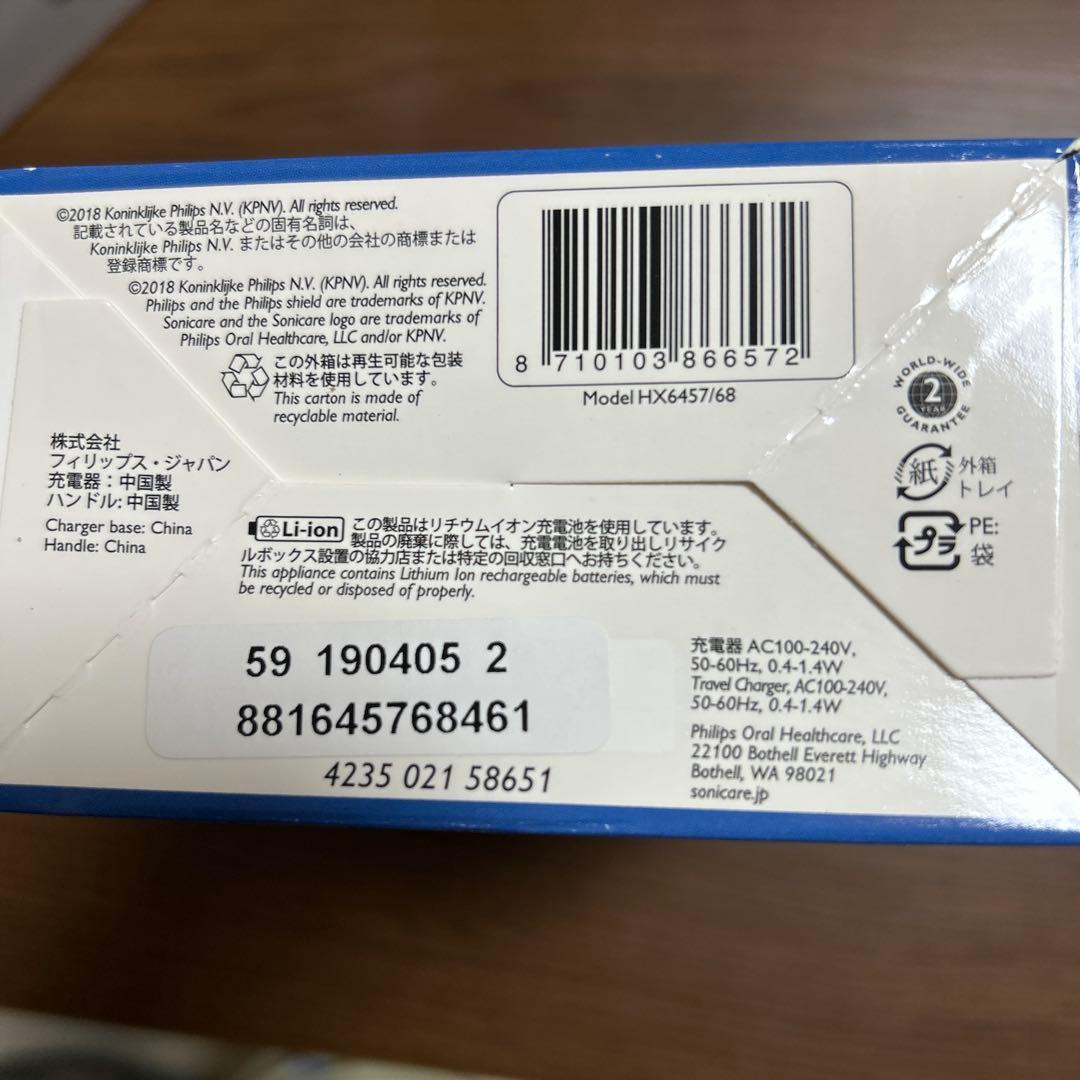 ©2018 Koninklijke Philips N.V. (KPNV). All rights reserved.
記載されている製品名などの固有名詞は、
Koninklijke Philips N.V. またはその他の会社の商標または
登録商標です。
©2018 Koninklijke Philips N.V. (KPNV). All rights reserved.
Philips and the Philips shield are trademarks of KPNV.
Sonicare and the Sonicare logo are trademarks of
Philips Oral Healthcare, LLC and/or KPNV.
この外箱は再生可能な包装
材料を使用しています。
This carton is made of
recyclable material.
8 710103 866572
Model HX6457/68
WORLD-WIDE
2
YEAR
GUARANTEE
紙 外箱
トレイ
プラ PE:
袋
株式会社
フィリップス・ジャパン
充電器：中国製
ハンドル: 中国製
Charger base: China
Handle: China
Li-ion この製品はリチウムイオン充電池を使用しています。
製品の廃棄に際しては、充電電池を取り出しリサイク
ルボックス設置の協力店または特定の回収窓口へお持ちください。
This appliance contains Lithium Ion rechargeable batteries, which must
be recycled or disposed of properly.
59 190405 2
881645768461
4235 021 58651
充電器 AC100-240V,
50-60Hz, 0.4-1.4W
Travel Charger, AC100-240V,
50-60Hz, 0.4-1.4W
Philips Oral Healthcare, LLC
22100 Bothell Everett Highway
Bothell, WA 98021
sonicare.jp